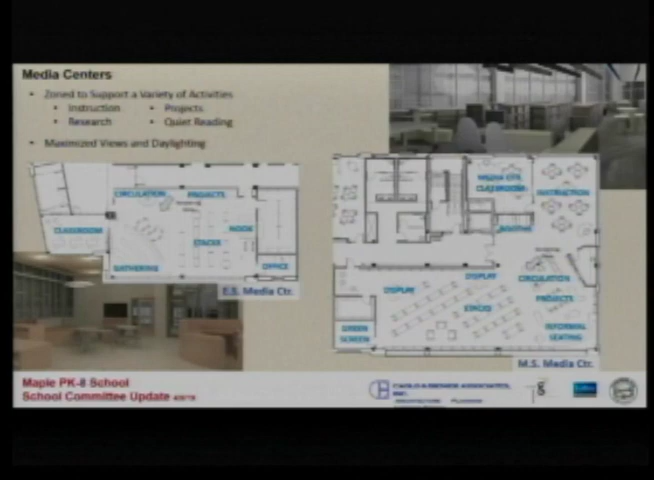 Media Centers
• Zoned to Support a Variety of Activities
• Instruction • Projects
• Research • Quiet Reading
• Maximized Views and Daylighting
CIRCULATION PROJECTS
CLASSROOM
NOOK
STACKS
GATHERING
OFFICE
E.S. Media Ctr.
MEDIA CTR.
CLASSROOM
INSTRUCTION
CIRCULATION
DISPLAY DISPLAY
STACKS
PROJECTS
GREEN
SCREEN
INFORMAL
SEATING
M.S. Media Ctr.
Maple PK-8 School
School Committee Update
ASSOCIATES,
INC.